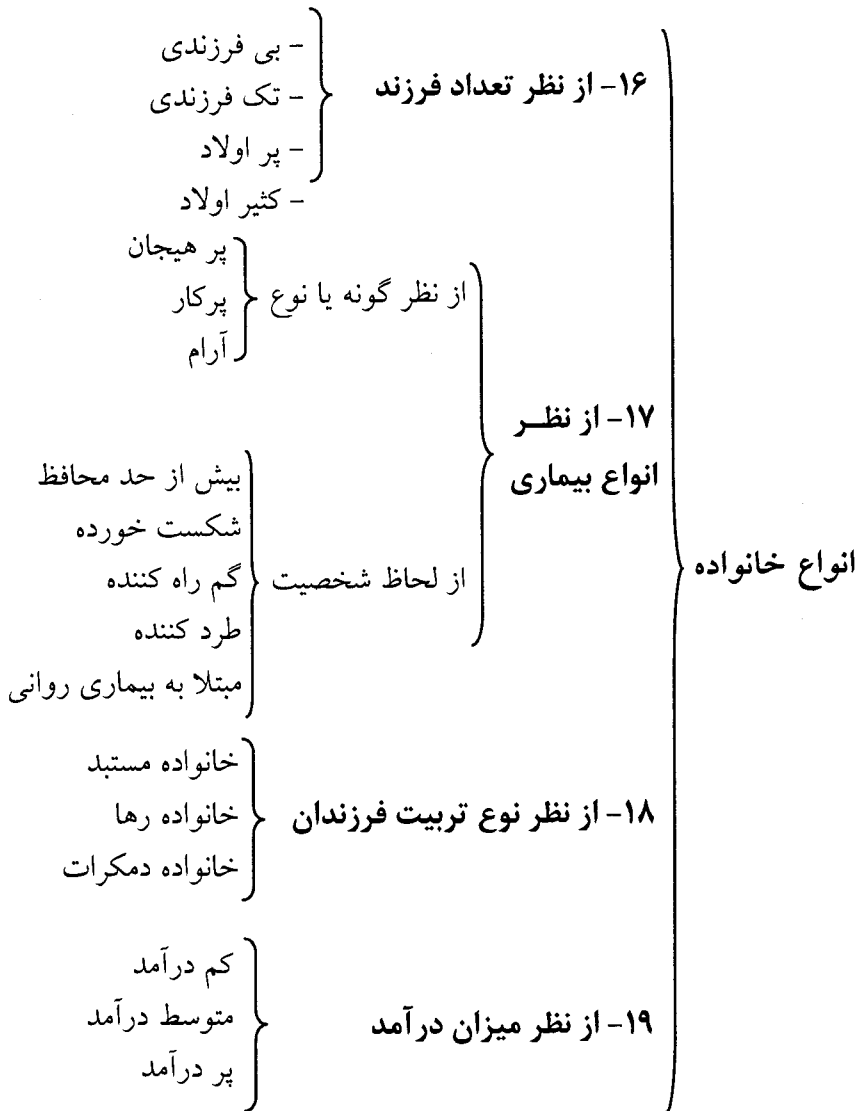 انواع خانواده
۱۶- از نظر تعداد فرزند
- بی فرزندی
- تک فرزندی
- پر اولاد
- کثیر اولاد
۱۷- از نظـر
انواع بیماری
از نظر گونه یا نوع
پر هیجان
پرکار
آرام
از لحاظ شخصیت
بیش از حد محافظ
شکست خورده
گم راه کننده
طرد کننده
مبتلا به بیماری روانی
۱۸- از نظر نوع تربیت فرزندان
خانواده مستبد
خانواده رها
خانواده دمکرات
۱۹- از نظر میزان درآمد
کم درآمد
متوسط درآمد
پر درآمد